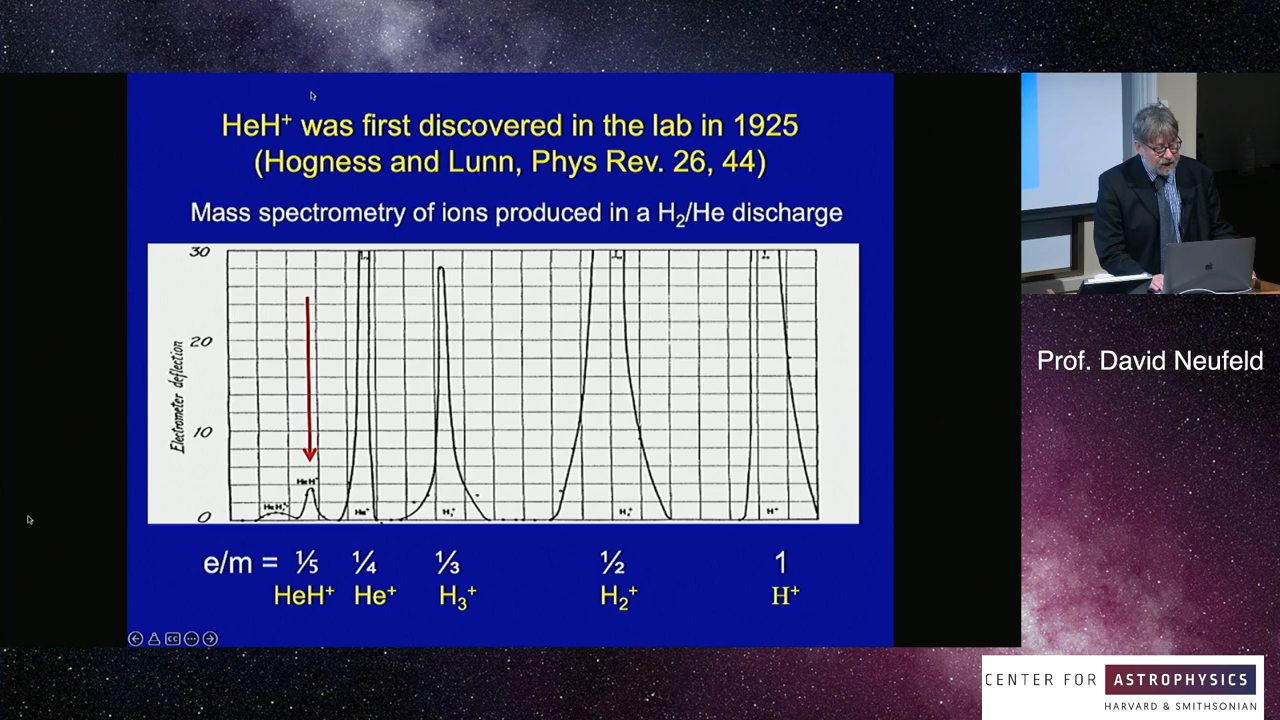 HeH⁺ was first discovered in the lab in 1925
(Hogness and Lunn, Phys Rev. 26, 44)
Mass spectrometry of ions produced in a H₂/He discharge
30
20
10
0
Electrometer deflection
HeH⁺
He⁺
H₃⁺
H₂⁺
H⁺
e/m = ⅕ ¼ ⅓ ½ 1
HeH⁺ He⁺ H₃⁺ H₂⁺ H⁺
CC
Prof. David Neufeld
CENTER FOR ASTROPHYSICS
HARVARD & SMITHSONIAN